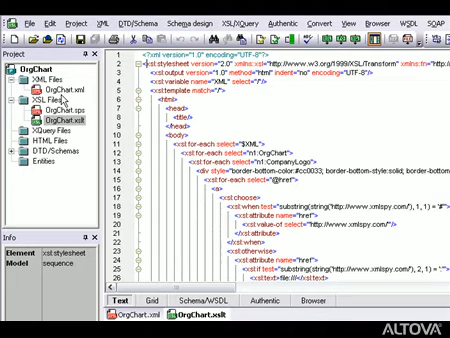 File Edit Project XML DTD/Schema Schema design XSL/XQuery Authentic Convert View Browser WSDL SOAP
Project
OrgChart
XML Files
OrgChart.xml
XSL Files
OrgChart.sps
OrgChart.xslt
XQuery Files
HTML Files
DTD/Schemas
Entities
Info
Element xsl:stylesheet
Model sequence
1 <?xml version="1.0" encoding="UTF-8"?>
2 <xsl:stylesheet version="2.0" xmlns:xsl="http://www.w3.org/1999/XSL/Transform" xmlns:fn="http:
3 <xsl:output version="1.0" method="html" indent="no" encoding="UTF-8"/>
4 <xsl:variable name="XML" select="/"/>
5 <xsl:template match="/">
6 <html>
7 <head>
8 <title/>
9 </head>
10 <body>
11 <xsl:for-each select="$XML">
12 <xsl:for-each select="n1:OrgChart">
13 <xsl:for-each select="n1:CompanyLogo">
14 <div style="border-bottom-color:#cc0033; border-bottom-style:solid; border-bottom
15 <xsl:for-each select="@href">
16 <a>
17 <xsl:choose>
18 <xsl:when test="substring(string('http://www.xmlspy.com/'), 1, 1) = '#'">
19 <xsl:attribute name="href">
20 <xsl:value-of select="'http://www.xmlspy.com/'"/>
21 </xsl:attribute>
22 </xsl:when>
23 <xsl:otherwise>
24 <xsl:attribute name="href">
25 <xsl:if test="substring(string('http://www.xmlspy.com/'), 2, 1) = ':'">
26 <xsl:text>file:///</xsl:text>
Text Grid Schema/WSDL Authentic Browser
OrgChart.xml OrgChart.xslt
ALTOVA